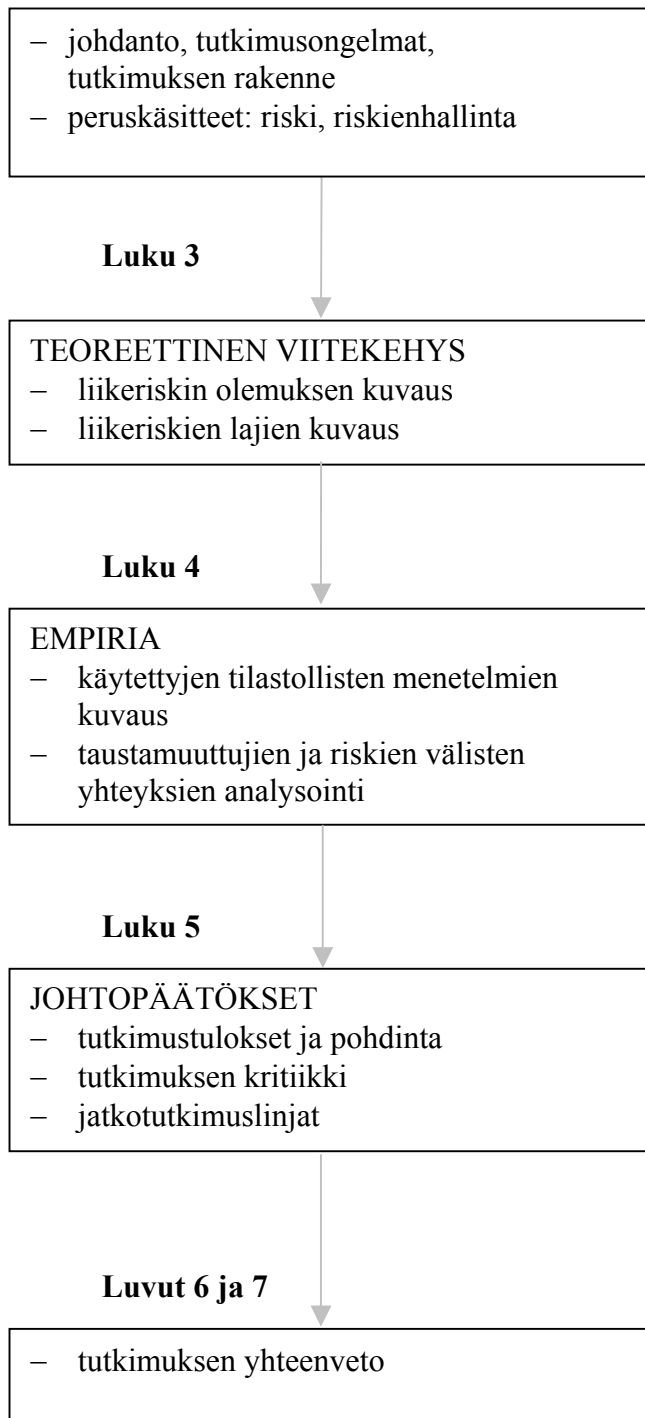 – johdanto, tutkimusongelmat,
tutkimuksen rakenne
– peruskäsitteet: riski, riskienhallinta
Luku 3
TEOREETTINEN VIITEKEHYS
– liikeriskin olemuksen kuvaus
– liikeriskien lajien kuvaus
Luku 4
EMPIRIA
– käytettyjen tilastollisten menetelmien
kuvaus
– taustamuuttujien ja riskien välisten
yhteyksien analysointi
Luku 5
JOHTOPÄÄTÖKSET
– tutkimustulokset ja pohdinta
– tutkimuksen kritiikki
– jatkotutkimuslinjat
Luvut 6 ja 7
– tutkimuksen yhteenveto